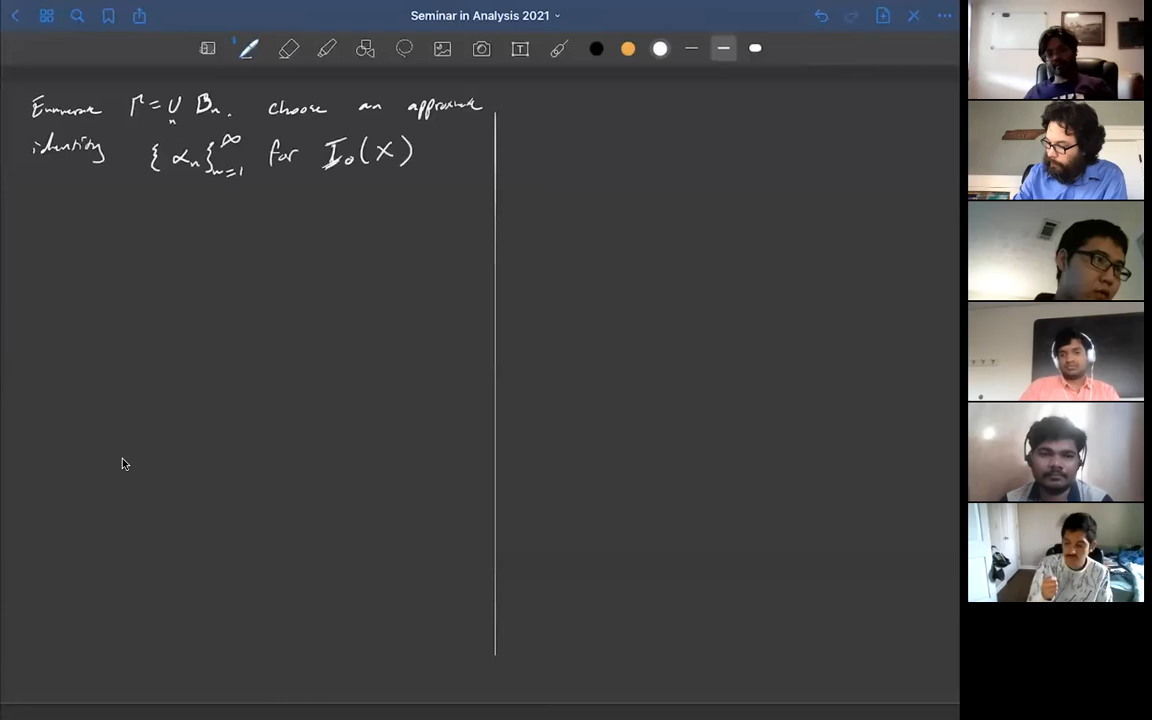 Seminar in Analysis 2021
Enumerate Γ = ∪ₙ Bₙ. choose an approximate
identity { αₙ }ₙ₌₁^∞ for I₀(X)